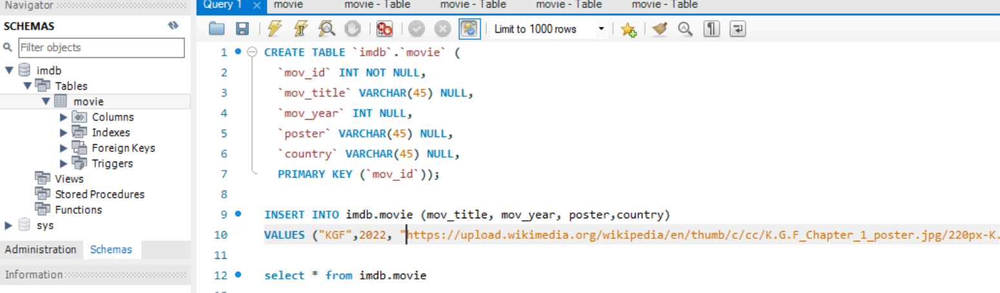 Navigator
SCHEMAS
Filter objects
imdb
Tables
movie
Columns
Indexes
Foreign Keys
Triggers
Views
Stored Procedures
Functions
sys
Administration Schemas
Information
Query 1 movie movie - Table movie - Table movie - Table movie - Table
Limit to 1000 rows
1 CREATE TABLE `imdb`.`movie` (
2 `mov_id` INT NOT NULL,
3 `mov_title` VARCHAR(45) NULL,
4 `mov_year` INT NULL,
5 `poster` VARCHAR(45) NULL,
6 `country` VARCHAR(45) NULL,
7 PRIMARY KEY (`mov_id`));
8
9 INSERT INTO imdb.movie (mov_title, mov_year, poster,country)
10 VALUES ("KGF",2022, "https://upload.wikimedia.org/wikipedia/en/thumb/c/cc/K.G.F_Chapter_1_poster.jpg/220px-K.
11
12 select * from imdb.movie